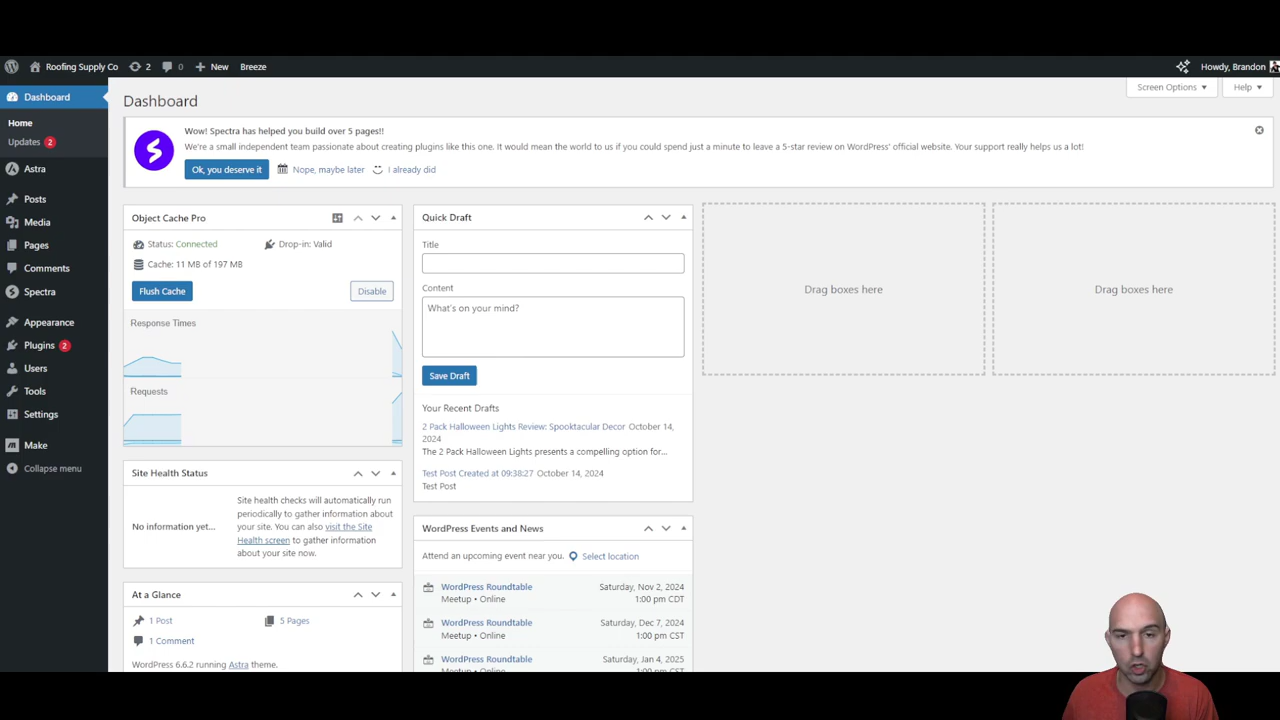 Roofing Supply Co 2 0 New Breeze Howdy, Brandon
Dashboard
Home
Updates 2
Astra
Posts
Media
Pages
Comments
Spectra
Appearance
Plugins 2
Users
Tools
Settings
Make
Collapse menu
Screen Options Help
Dashboard
Wow! Spectra has helped you build over 5 pages!!
We're a small independent team passionate about creating plugins like this one. It would mean the world to us if you could spend just a minute to leave a 5-star review on WordPress' official website. Your support really helps us a lot!
Ok, you deserve it Nope, maybe later I already did
Object Cache Pro
Status: Connected Drop-in: Valid
Cache: 11 MB of 197 MB
Flush Cache Disable
Response Times
Requests
Site Health Status
No information yet...
Site health checks will automatically run
periodically to gather information about
your site. You can also visit the Site
Health screen to gather information
about your site now.
At a Glance
1 Post 5 Pages
1 Comment
WordPress 6.6.2 running Astra theme.
Quick Draft
Title
Content
What's on your mind?
Save Draft
Your Recent Drafts
2 Pack Halloween Lights Review: Spooktacular Decor October 14,
2024
The 2 Pack Halloween Lights presents a compelling option for...
Test Post Created at 09:38:27 October 14, 2024
Test Post
WordPress Events and News
Attend an upcoming event near you. Select location
WordPress Roundtable Saturday, Nov 2, 2024
Meetup • Online 1:00 pm CDT
WordPress Roundtable Saturday, Dec 7, 2024
Meetup • Online 1:00 pm CST
WordPress Roundtable Saturday, Jan 4, 2025
Meetup • Online 1:00 pm CST
Drag boxes here
Drag boxes here